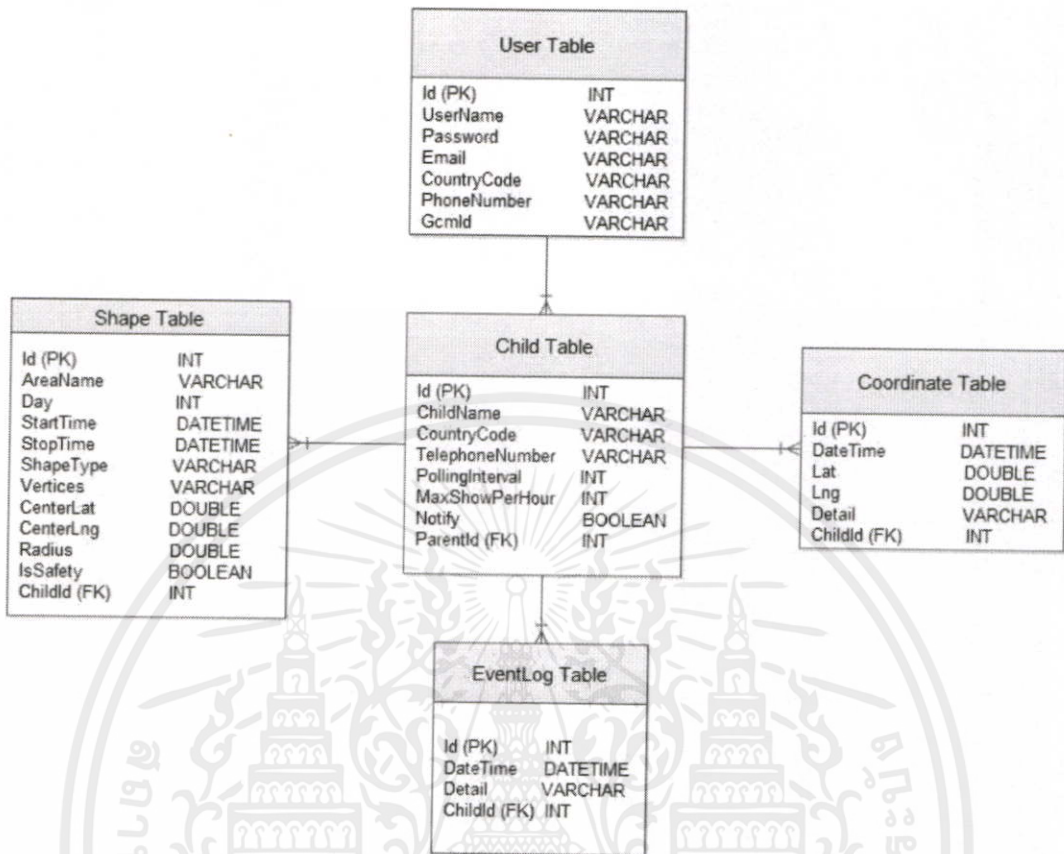 User Table
Id (PK) INT
UserName VARCHAR
Password VARCHAR
Email VARCHAR
CountryCode VARCHAR
PhoneNumber VARCHAR
GcmId VARCHAR
Shape Table
Id (PK) INT
AreaName VARCHAR
Day INT
StartTime DATETIME
StopTime DATETIME
ShapeType VARCHAR
Vertices VARCHAR
CenterLat DOUBLE
CenterLng DOUBLE
Radius DOUBLE
IsSafety BOOLEAN
ChildId (FK) INT
Child Table
Id (PK) INT
ChildName VARCHAR
CountryCode VARCHAR
TelephoneNumber VARCHAR
PollingInterval INT
MaxShowPerHour INT
Notify BOOLEAN
ParentId (FK) INT
Coordinate Table
Id (PK) INT
DateTime DATETIME
Lat DOUBLE
Lng DOUBLE
Detail VARCHAR
ChildId (FK) INT
EventLog Table
Id (PK) INT
DateTime DATETIME
Detail VARCHAR
ChildId (FK) INT